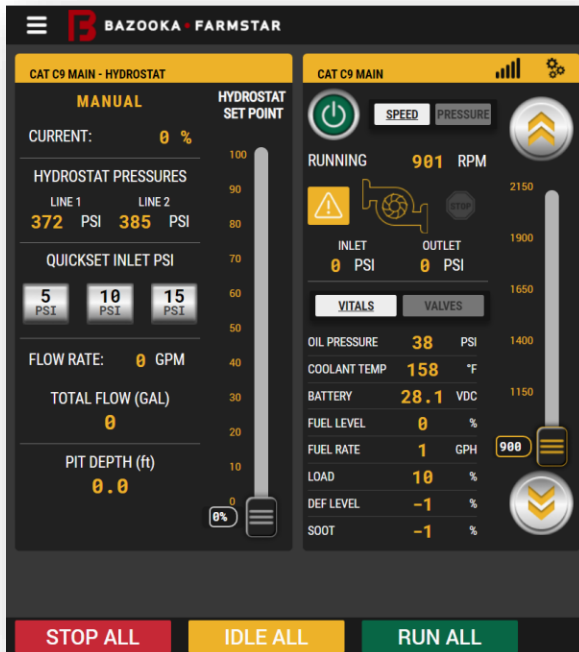 BAZOOKA FARMSTAR
CAT C9 MAIN - HYDROSTAT
MANUAL
CURRENT: 0 %
HYDROSTAT PRESSURES
LINE 1 LINE 2
372 PSI 385 PSI
QUICKSET INLET PSI
5 PSI 10 PSI 15 PSI
FLOW RATE: 0 GPM
TOTAL FLOW (GAL)
0
PIT DEPTH (ft)
0.0
HYDROSTAT
SET POINT
100
90
80
70
60
50
40
30
20
10
0
0%
CAT C9 MAIN
SPEED PRESSURE
RUNNING 901 RPM
STOP
INLET OUTLET
0 PSI 0 PSI
VITALS VALVES
OIL PRESSURE 38 PSI
COOLANT TEMP 158 °F
BATTERY 28.1 VDC
FUEL LEVEL 0 %
FUEL RATE 1 GPH
LOAD 10 %
DEF LEVEL -1 %
SOOT -1 %
2150
1900
1650
1400
1150
900
STOP ALL IDLE ALL RUN ALL